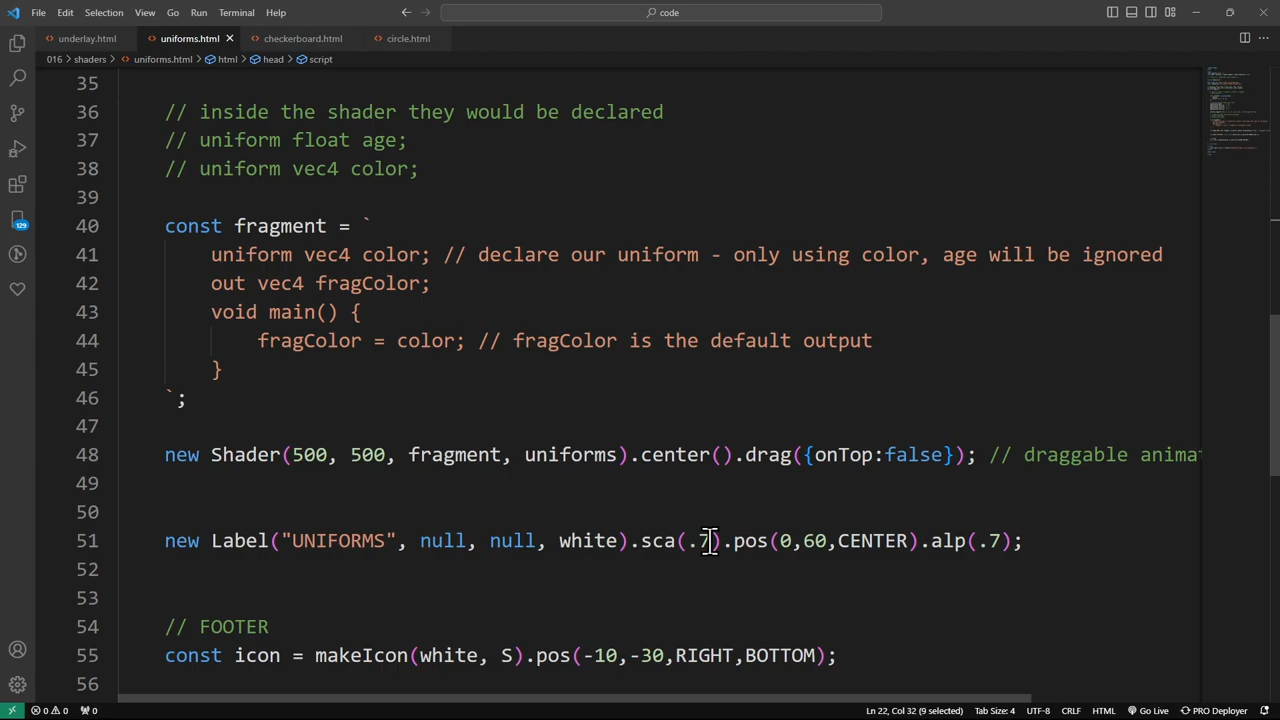 File Edit Selection View Go Run Terminal Help
code
underlay.html
uniforms.html
checkerboard.html
circle.html
016 > shaders > uniforms.html > html > head > script
35
36 // inside the shader they would be declared
37 // uniform float age;
38 // uniform vec4 color;
39
40 const fragment = `
41 uniform vec4 color; // declare our uniform - only using color, age will be ignored
42 out vec4 fragColor;
43 void main() {
44 fragColor = color; // fragColor is the default output
45 }
46 `;
47
48 new Shader(500, 500, fragment, uniforms).center().drag({onTop:false}); // draggable animat
49
50
51 new Label("UNIFORMS", null, null, white).sca(.7).pos(0,60,CENTER).alp(.7);
52
53
54 // FOOTER
55 const icon = makeIcon(white, S).pos(-10,-30,RIGHT,BOTTOM);
56
129
0 0 0 Ln 22, Col 32 (9 selected) Tab Size: 4 UTF-8 CRLF HTML Go Live PRO Deployer